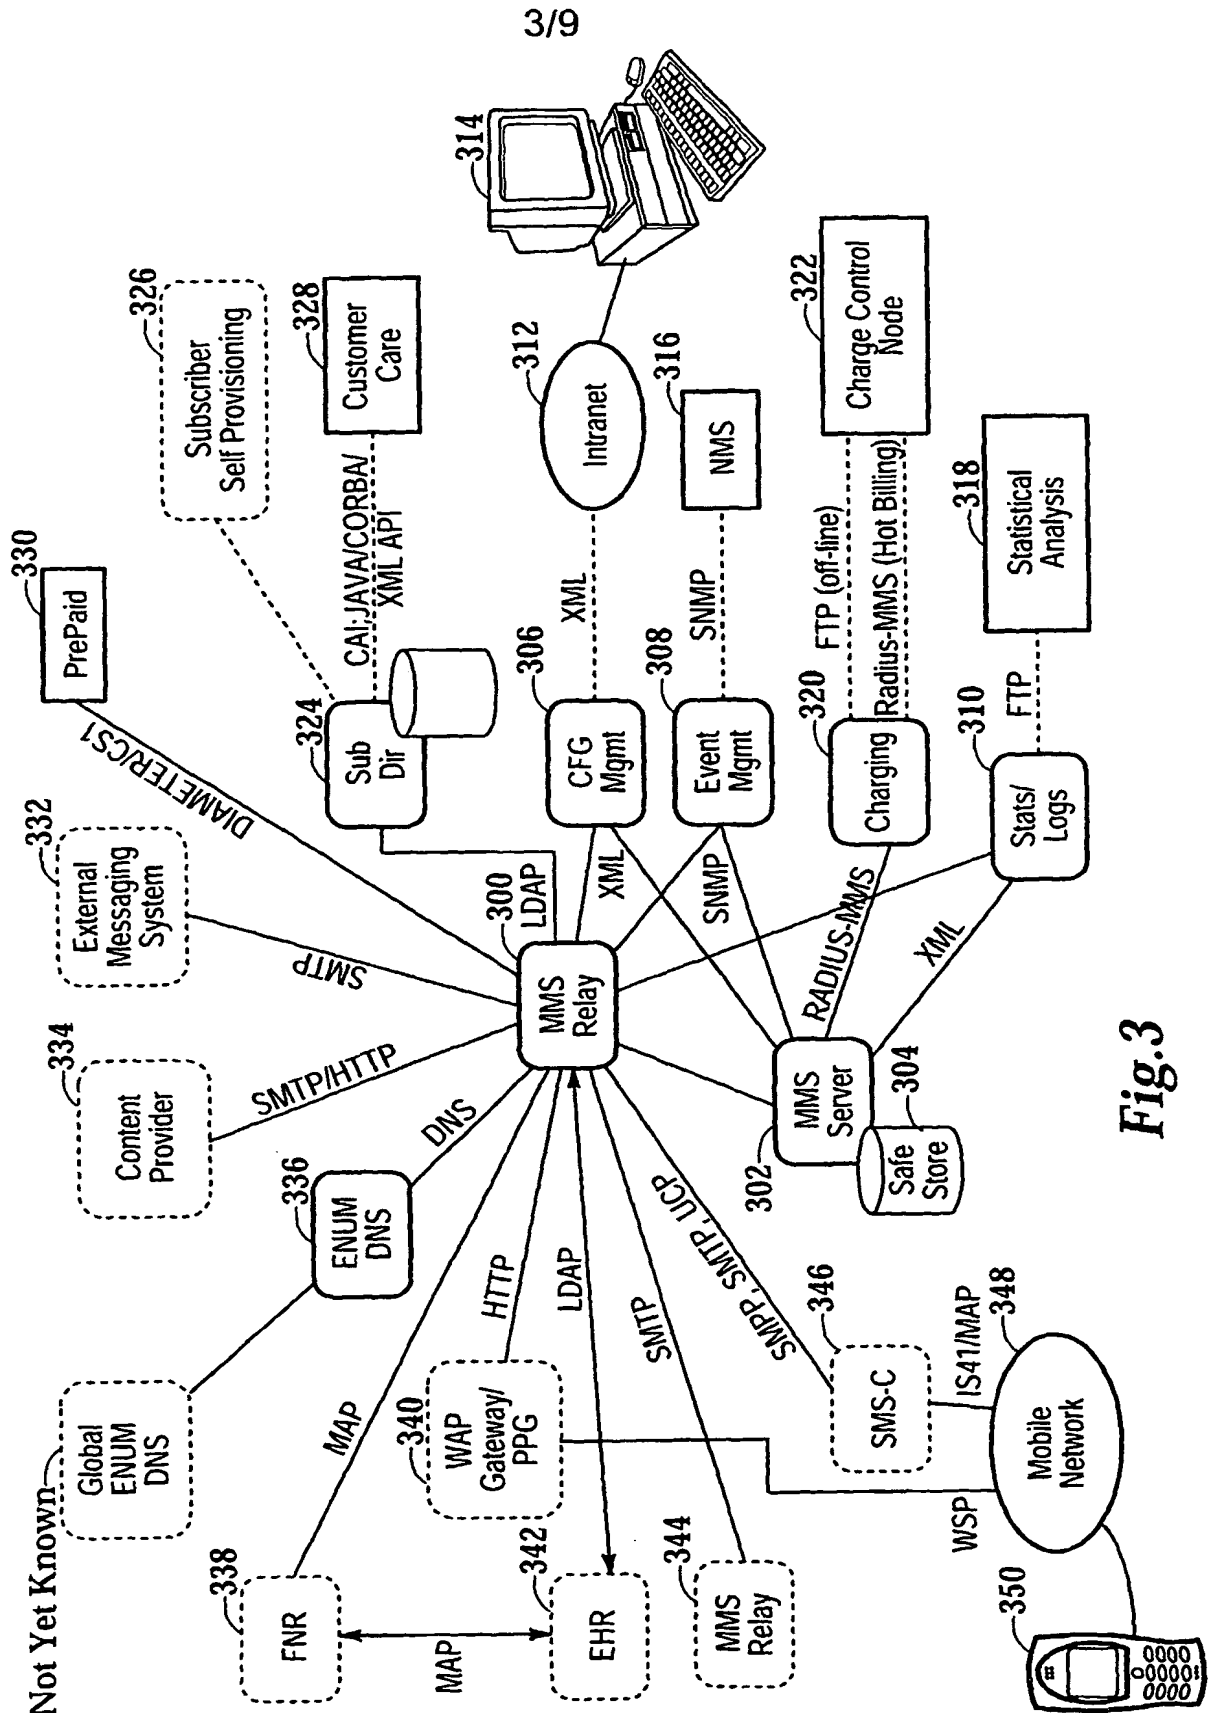 3/9
Not Yet Known
Global
ENUM
DNS
334
Content
Provider
332
External
Messaging
System
330
PrePaid
326
Subscriber
Self Provisioning
338
FNR
MAP
336
ENUM
DNS
DNS
SMTP/HTTP
SMTP
DIAMETER/CS1
324
Sub
Dir
CAI;JAVA/CORBA/
XML API
328
Customer
Care
MAP
340
WAP
Gateway/
PPG
HTTP
300
LDAP
MMS
Relay
342
EHR
LDAP
306
CFG
Mgmt
XML
XML
312
Intranet
314
344
MMS
Relay
SMTP
308
Event
Mgmt
SNMP
SNMP
316
NMS
SMPP, SMTP, UCP
302
MMS
Server
304
Safe
Store
RADIUS-MMS
320
Charging
FTP (off-line)
Radius-MMS (Hot Billing)
322
Charge Control
Node
346
SMS-C
WSP
IS41/MAP
348
Mobile
Network
350
XML
310
Stats/
Logs
FTP
318
Statistical
Analysis
Fig.3